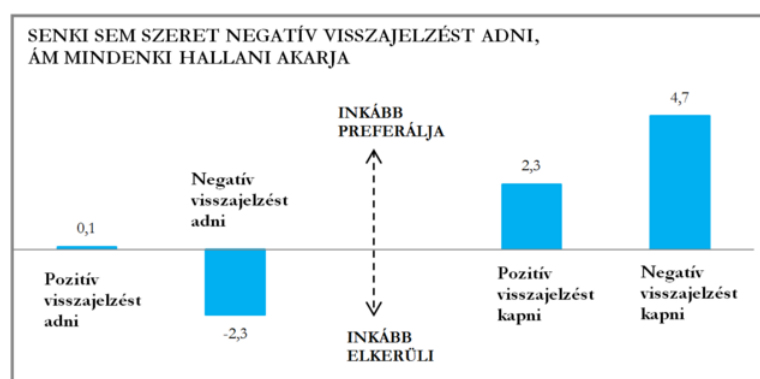 SENKI SEM SZERET NEGATÍV VISSZAJELZÉST ADNI,
ÁM MINDENKI HALLANI AKARJA
0,1
Pozitív
visszajelzést
adni
Negatív
visszajelzést
adni
-2,3
INKÁBB
PREFERÁLJA
INKÁBB
ELKERÜLI
2,3
Pozitív
visszajelzést
kapni
4,7
Negatív
visszajelzést
kapni